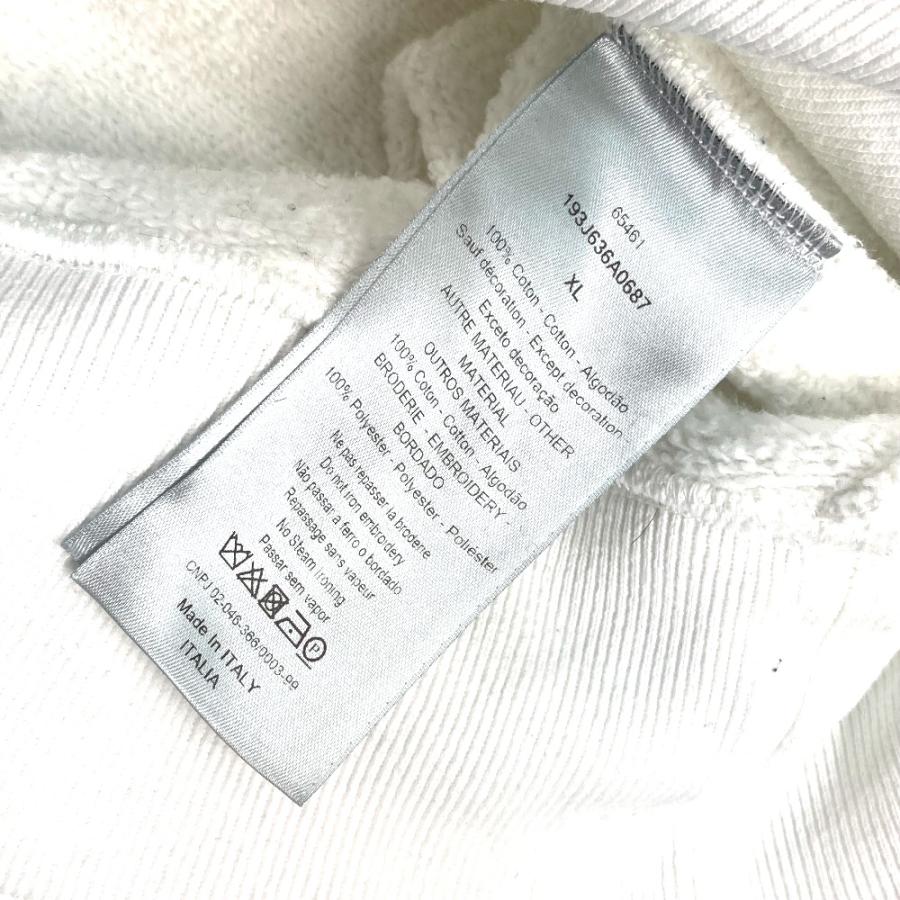 65461
193J636A0687
XL
100% Coton - Cotton - Algodão
Sauf décoration - Except decoration
Exceto decoração
AUTRE MATERIAU - OTHER
MATERIAL
OUTROS MATERIAIS
100% Coton - Cotton - Algodão
BRODERIE - EMBROIDERY -
BORDADO
100% Polyester - Polyester - Poliéster
Ne pas repasser la broderie
Do not iron embroidery
Não passar a ferro o bordado
Repassage sans vapeur
No Steam Ironing
Passar sem vapor
P
CNPJ 02-046-366/0003-99
Made In ITALY
ITALIA